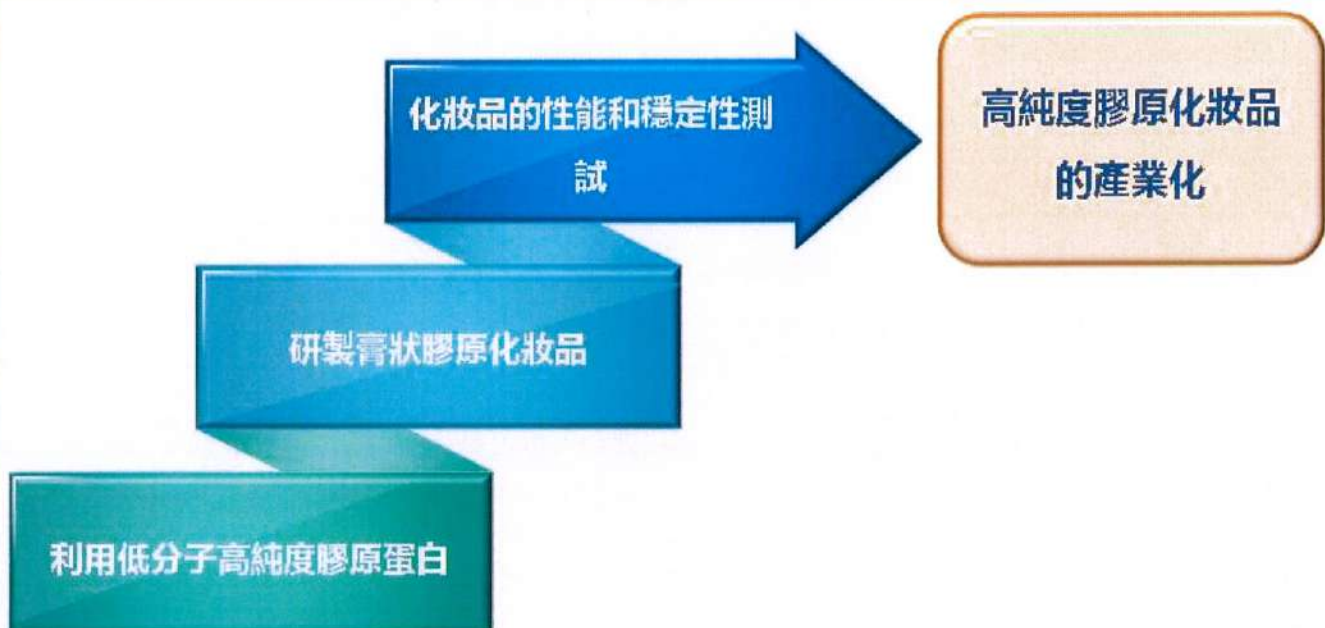 化妝品的性能和穩定性測
試
高純度膠原化妝品
的產業化
研製膏狀膠原化妝品
利用低分子高純度膠原蛋白